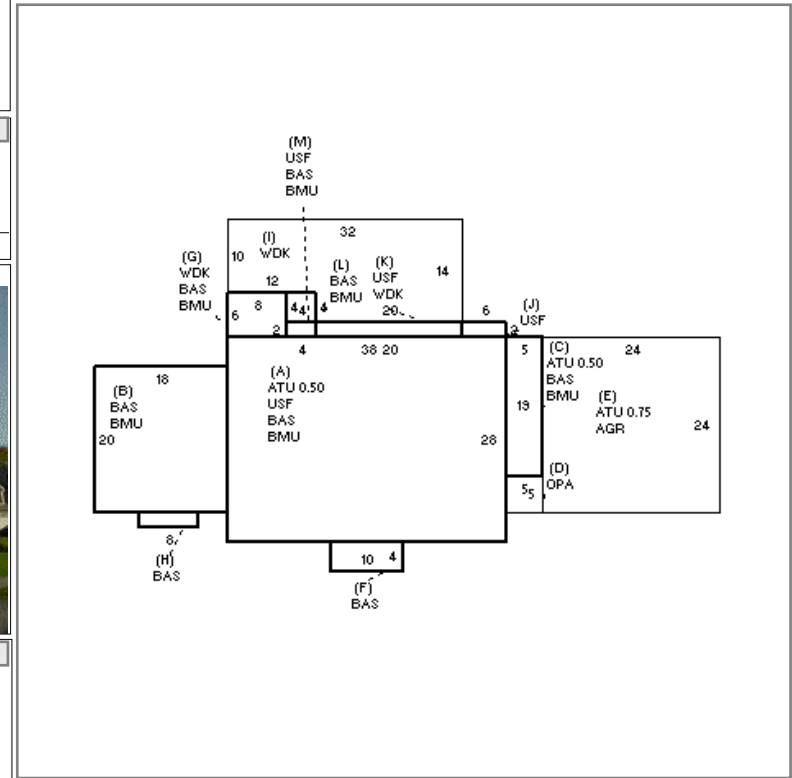 (M)
USF
BAS
BMU
32
(I)
WDK
10
12
(G)
WDK
BAS
BMU
6
8
4
4
4
2
(L)
BAS
BMU
(K)
USF
WDK
14
20
6
(J)
USF
2
4
38 20
5
(C)
ATU 0.50
BAS
BMU
24
18
(B)
BAS
BMU
20
(A)
ATU 0.50
USF
BAS
BMU
28
19
(E)
ATU 0.75
AGR
24
5
5
(D)
OPA
8
(H)
BAS
10
4
(F)
BAS